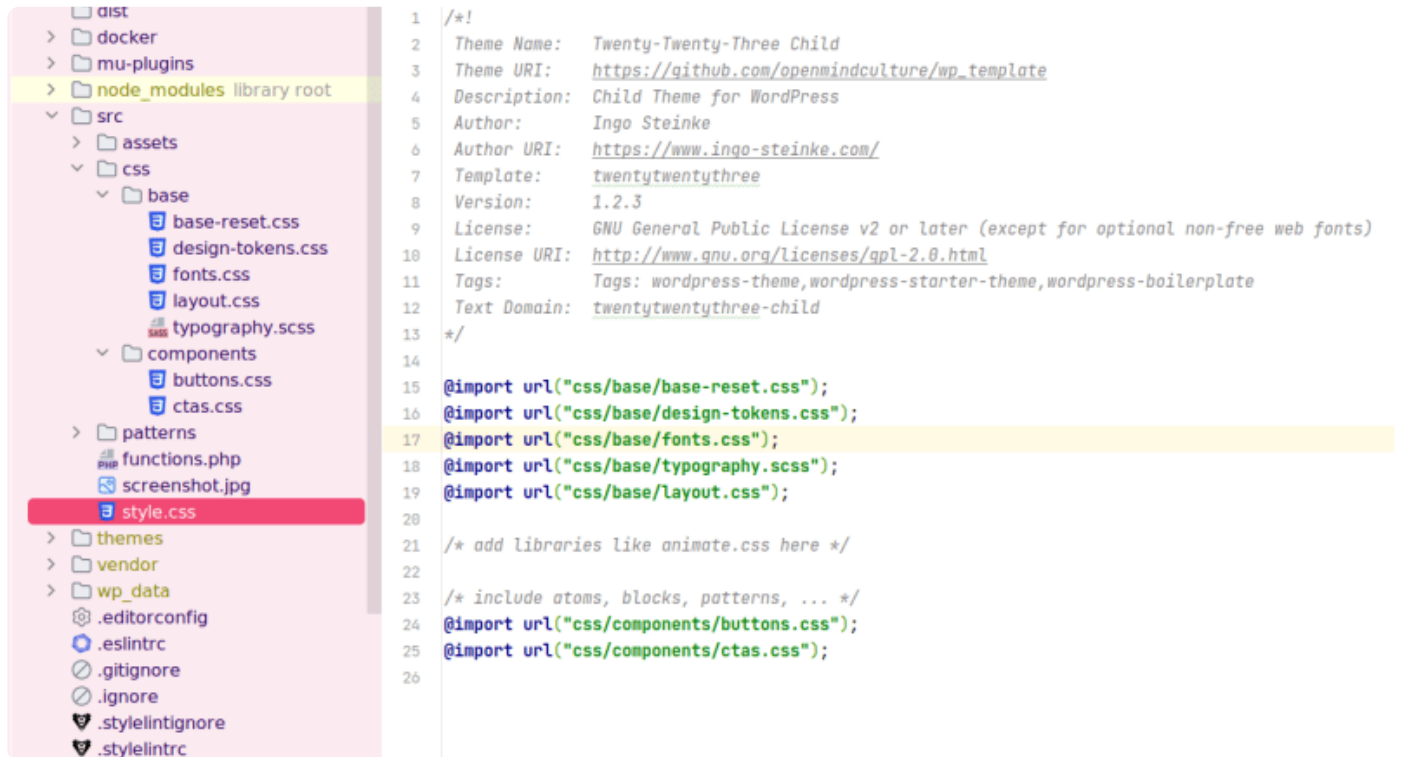 dist
docker
mu-plugins
node_modules library root
src
assets
css
base
base-reset.css
design-tokens.css
fonts.css
layout.css
typography.scss
components
buttons.css
ctas.css
patterns
functions.php
screenshot.jpg
style.css
themes
vendor
wp_data
.editorconfig
.eslintrc
.gitignore
.ignore
.stylelintignore
.stylelintrc
1 /*!
2 Theme Name: Twenty-Twenty-Three Child
3 Theme URI: https://github.com/openmindculture/wp_template
4 Description: Child Theme for WordPress
5 Author: Ingo Steinke
6 Author URI: https://www.ingo-steinke.com/
7 Template: twentytwentythree
8 Version: 1.2.3
9 License: GNU General Public License v2 or later (except for optional non-free web fonts)
10 License URI: http://www.gnu.org/licenses/gpl-2.0.html
11 Tags: Tags: wordpress-theme,wordpress-starter-theme,wordpress-boilerplate
12 Text Domain: twentytwentythree-child
13 */
14
15 @import url("css/base/base-reset.css");
16 @import url("css/base/design-tokens.css");
17 @import url("css/base/fonts.css");
18 @import url("css/base/typography.scss");
19 @import url("css/base/layout.css");
20
21 /* add libraries like animate.css here */
22
23 /* include atoms, blocks, patterns, ... */
24 @import url("css/components/buttons.css");
25 @import url("css/components/ctas.css");
26